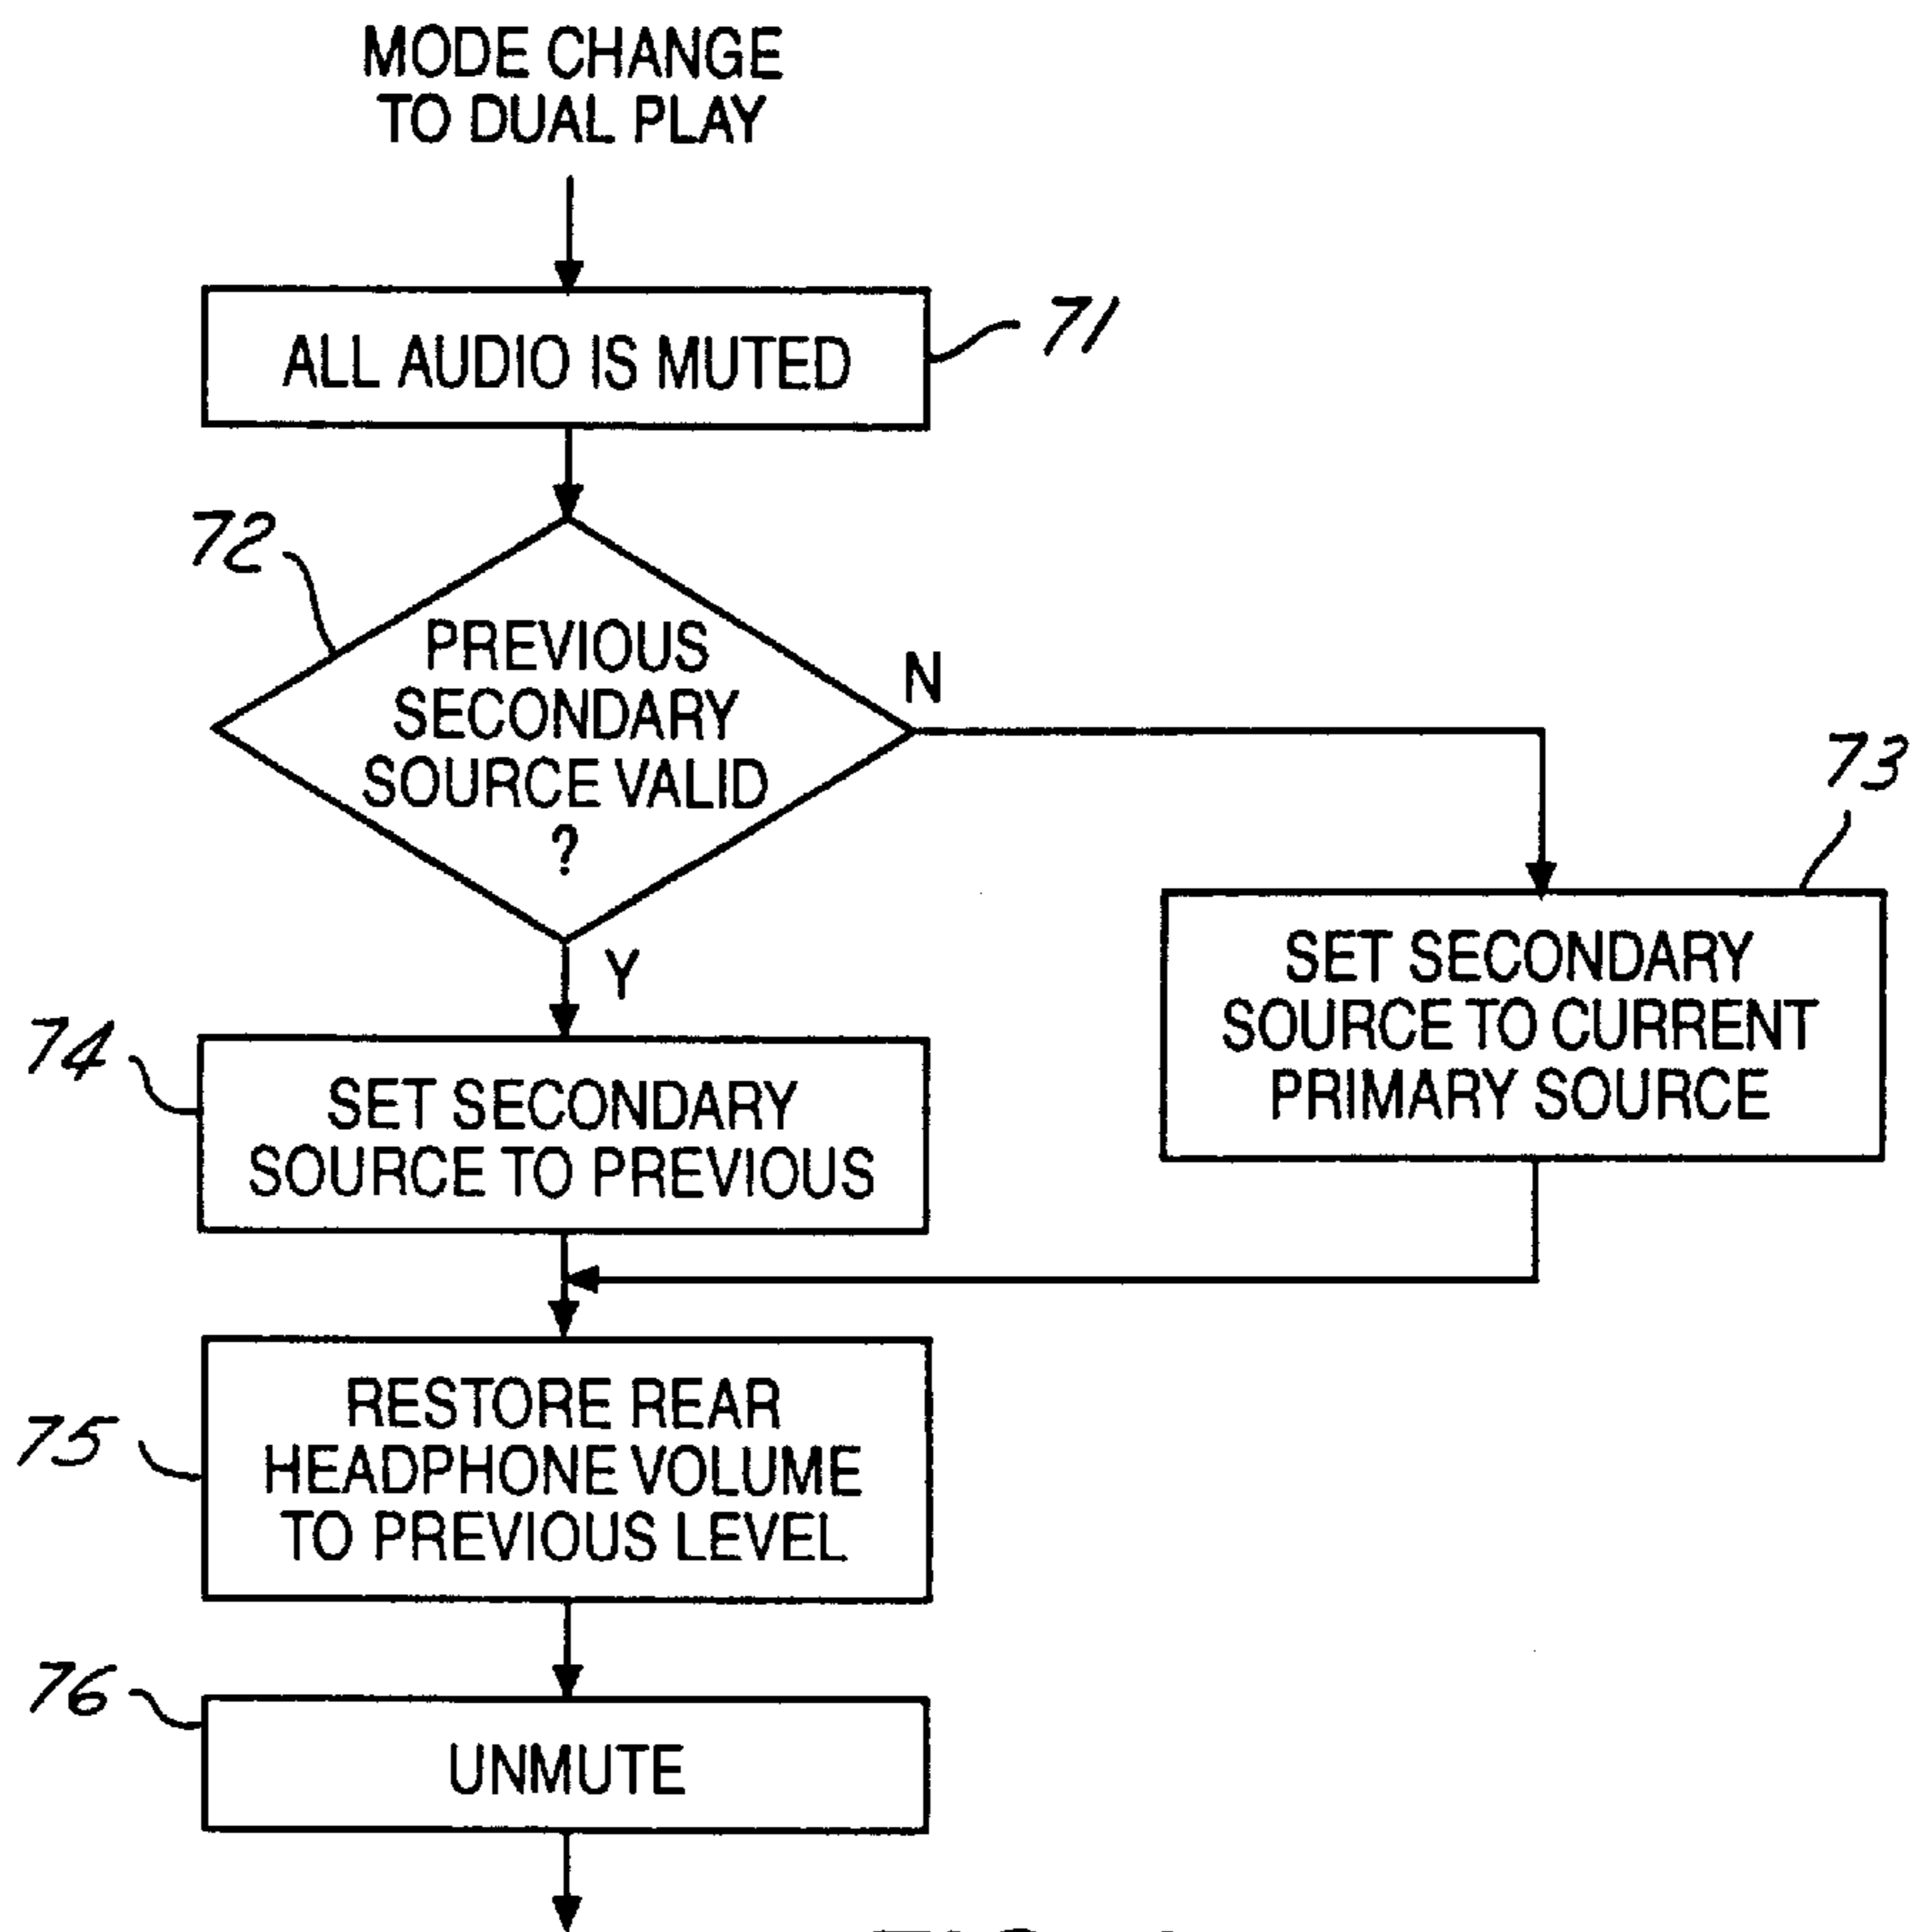 MODE CHANGE
TO DUAL PLAY
ALL AUDIO IS MUTED
71
72
PREVIOUS
SECONDARY
SOURCE VALID
?
N
Y
73
SET SECONDARY
SOURCE TO CURRENT
PRIMARY SOURCE
74
SET SECONDARY
SOURCE TO PREVIOUS
75
RESTORE REAR
HEADPHONE VOLUME
TO PREVIOUS LEVEL
76
UNMUTE